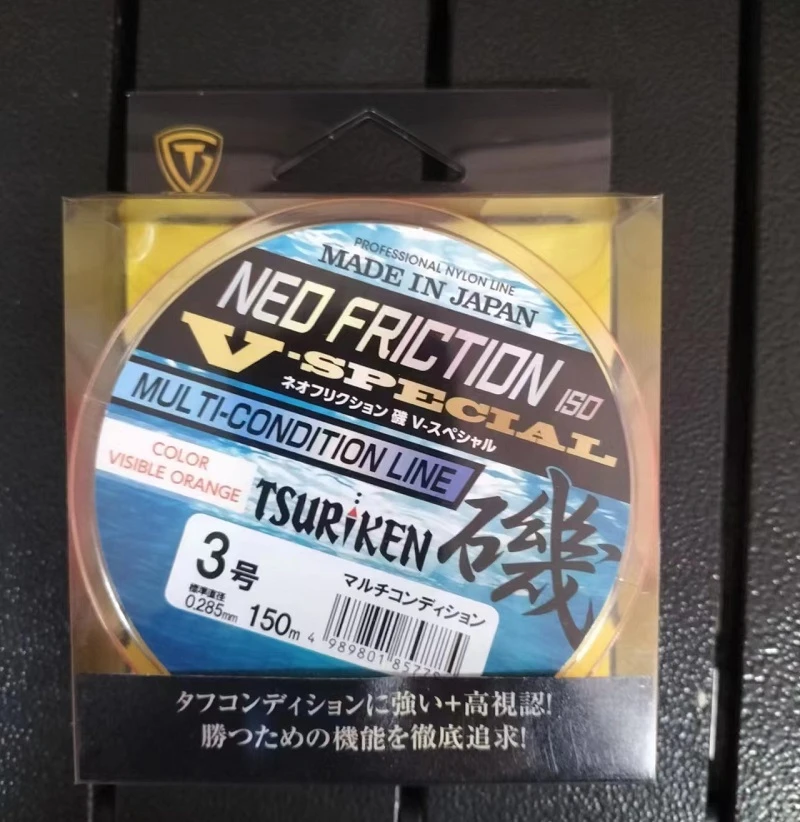 PROFESSIONAL NYLON LINE
MADE IN JAPAN
NEO FRICTION ISO
V-SPECIAL
ネオフリクション 磯 V-スペシャル
MULTI-CONDITION LINE
COLOR
VISIBLE ORANGE
TSURiKEN 磯
3号
標準直径
0.285mm 150m
マルチコンディション
4 989801 8577
タフコンディションに強い+高視認!
勝つための機能を徹底追求!